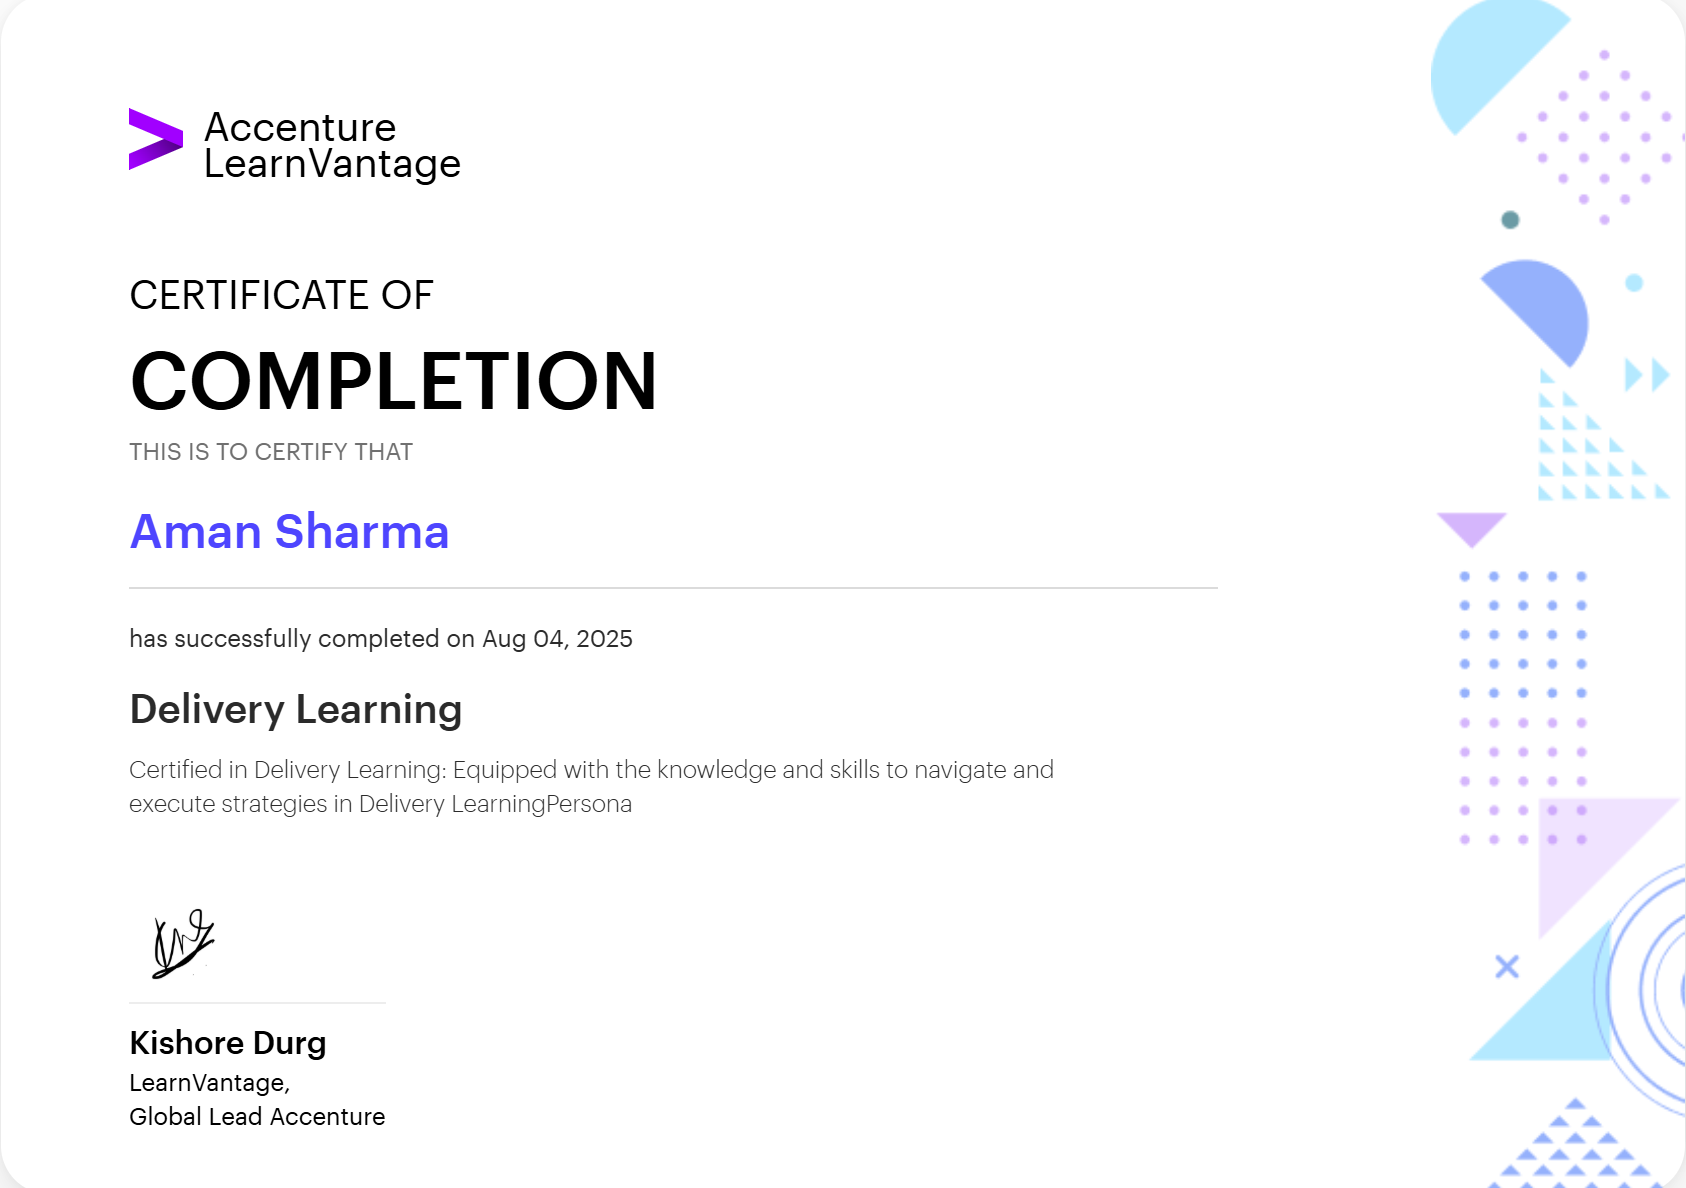 Accenture
LearnVantage
CERTIFICATE OF
COMPLETION
THIS IS TO CERTIFY THAT
Aman Sharma
has successfully completed on Aug 04, 2025
Delivery Learning
Certified in Delivery Learning: Equipped with the knowledge and skills to navigate and
execute strategies in Delivery LearningPersona
Kishore Durg
LearnVantage,
Global Lead Accenture